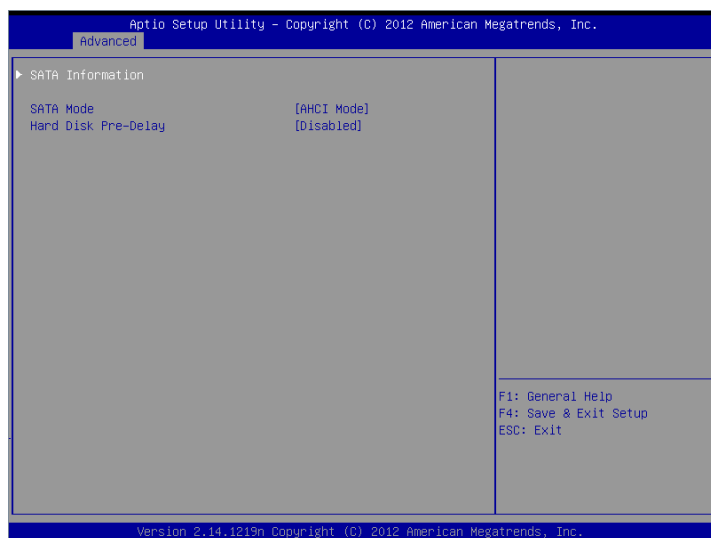 Aptio Setup Utility – Copyright (C) 2012 American Megatrends, Inc.
Advanced
SATA Information
SATA Mode [AHCI Mode]
Hard Disk Pre-Delay [Disabled]
F1: General Help
F4: Save & Exit Setup
ESC: Exit
Version 2.14.1219n Copyright (C) 2012 American Megatrends, Inc.